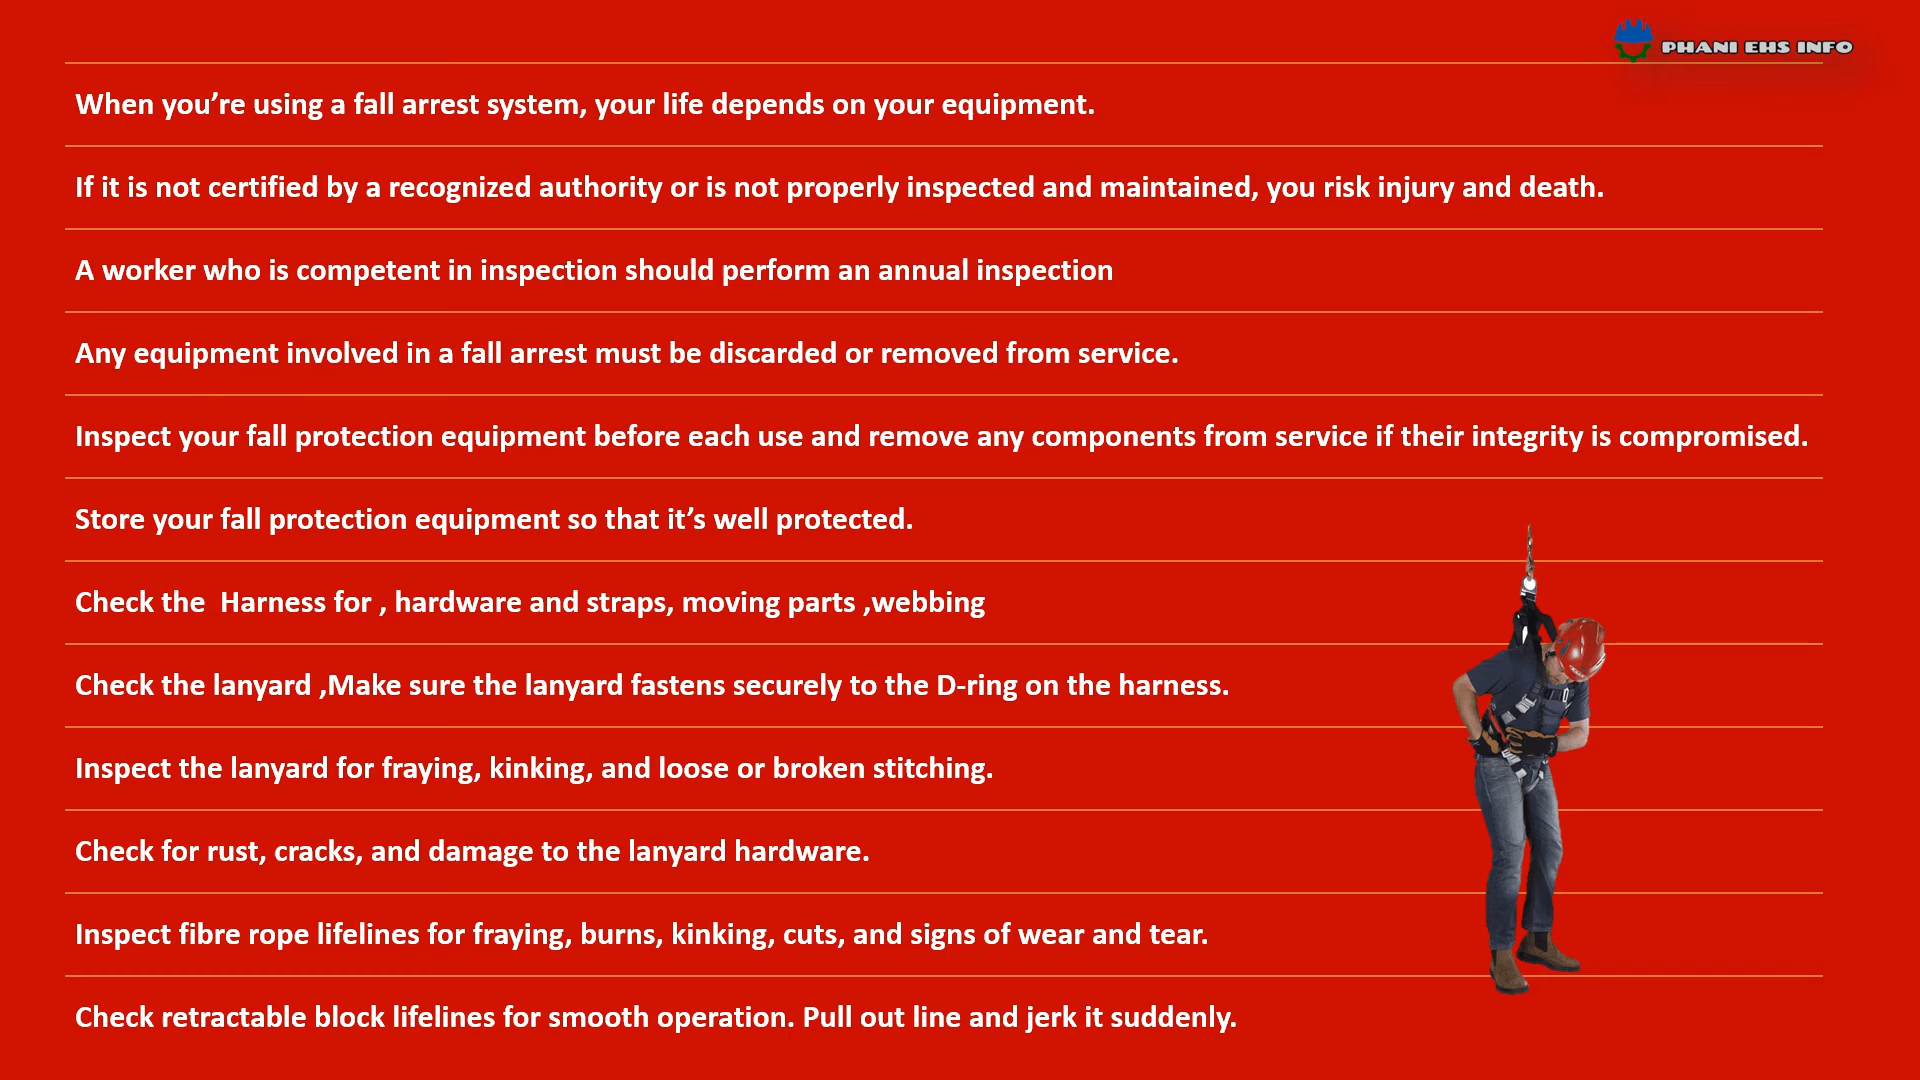 PHANI EHS INFO
When you’re using a fall arrest system, your life depends on your equipment.
If it is not certified by a recognized authority or is not properly inspected and maintained, you risk injury and death.
A worker who is competent in inspection should perform an annual inspection
Any equipment involved in a fall arrest must be discarded or removed from service.
Inspect your fall protection equipment before each use and remove any components from service if their integrity is compromised.
Store your fall protection equipment so that it’s well protected.
Check the  Harness for , hardware and straps, moving parts ,webbing
Check the lanyard ,Make sure the lanyard fastens securely to the D-ring on the harness.
Inspect the lanyard for fraying, kinking, and loose or broken stitching.
Check for rust, cracks, and damage to the lanyard hardware.
Inspect fibre rope lifelines for fraying, burns, kinking, cuts, and signs of wear and tear.
Check retractable block lifelines for smooth operation. Pull out line and jerk it suddenly.